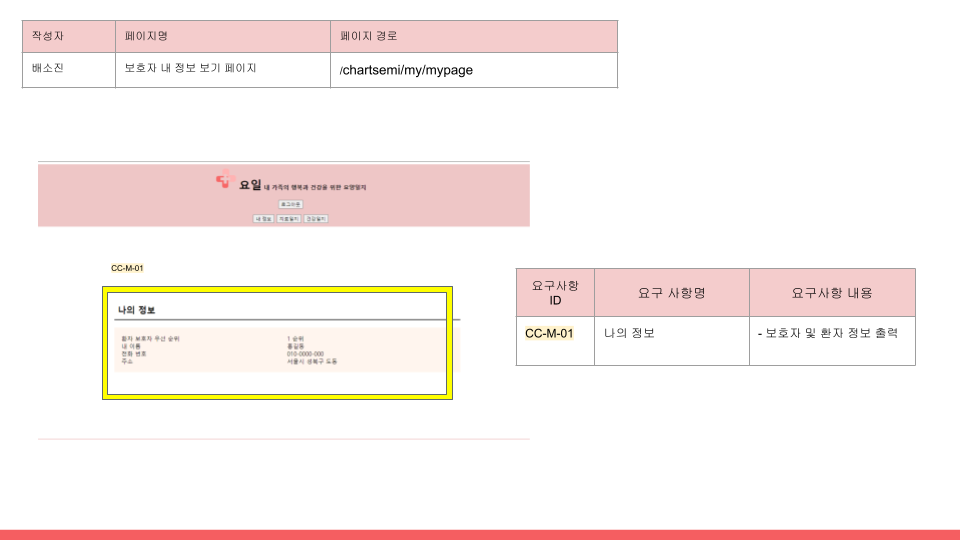 작성자 페이지명 페이지 경로
배소진 보호자 내 정보 보기 페이지 /chartsemi/my/mypage
요일 내 가족의 행복과 건강을 위한 요양일지
로그아웃
내 정보 치료일지 건강일지
CC-M-01
나의 정보
환자 보호자 우선 순위 1 순위
내 이름 홍길동
전화 번호 010-0000-000
주소 서울시 성북구 도동
요구사항 ID 요구 사항명 요구사항 내용
CC-M-01 나의 정보 - 보호자 및 환자 정보 출력